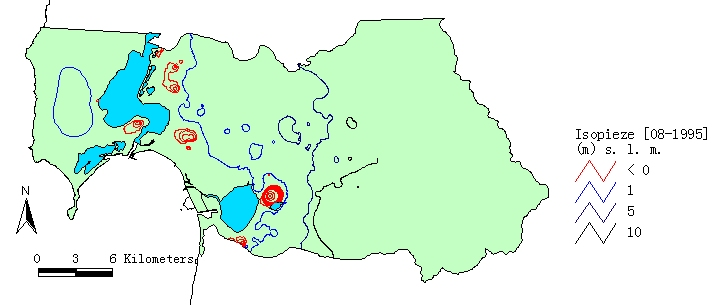 Isopieze [08-1995]
(m) s. l. m.
< 0
1
5
10
N
0 3 6 Kilometers